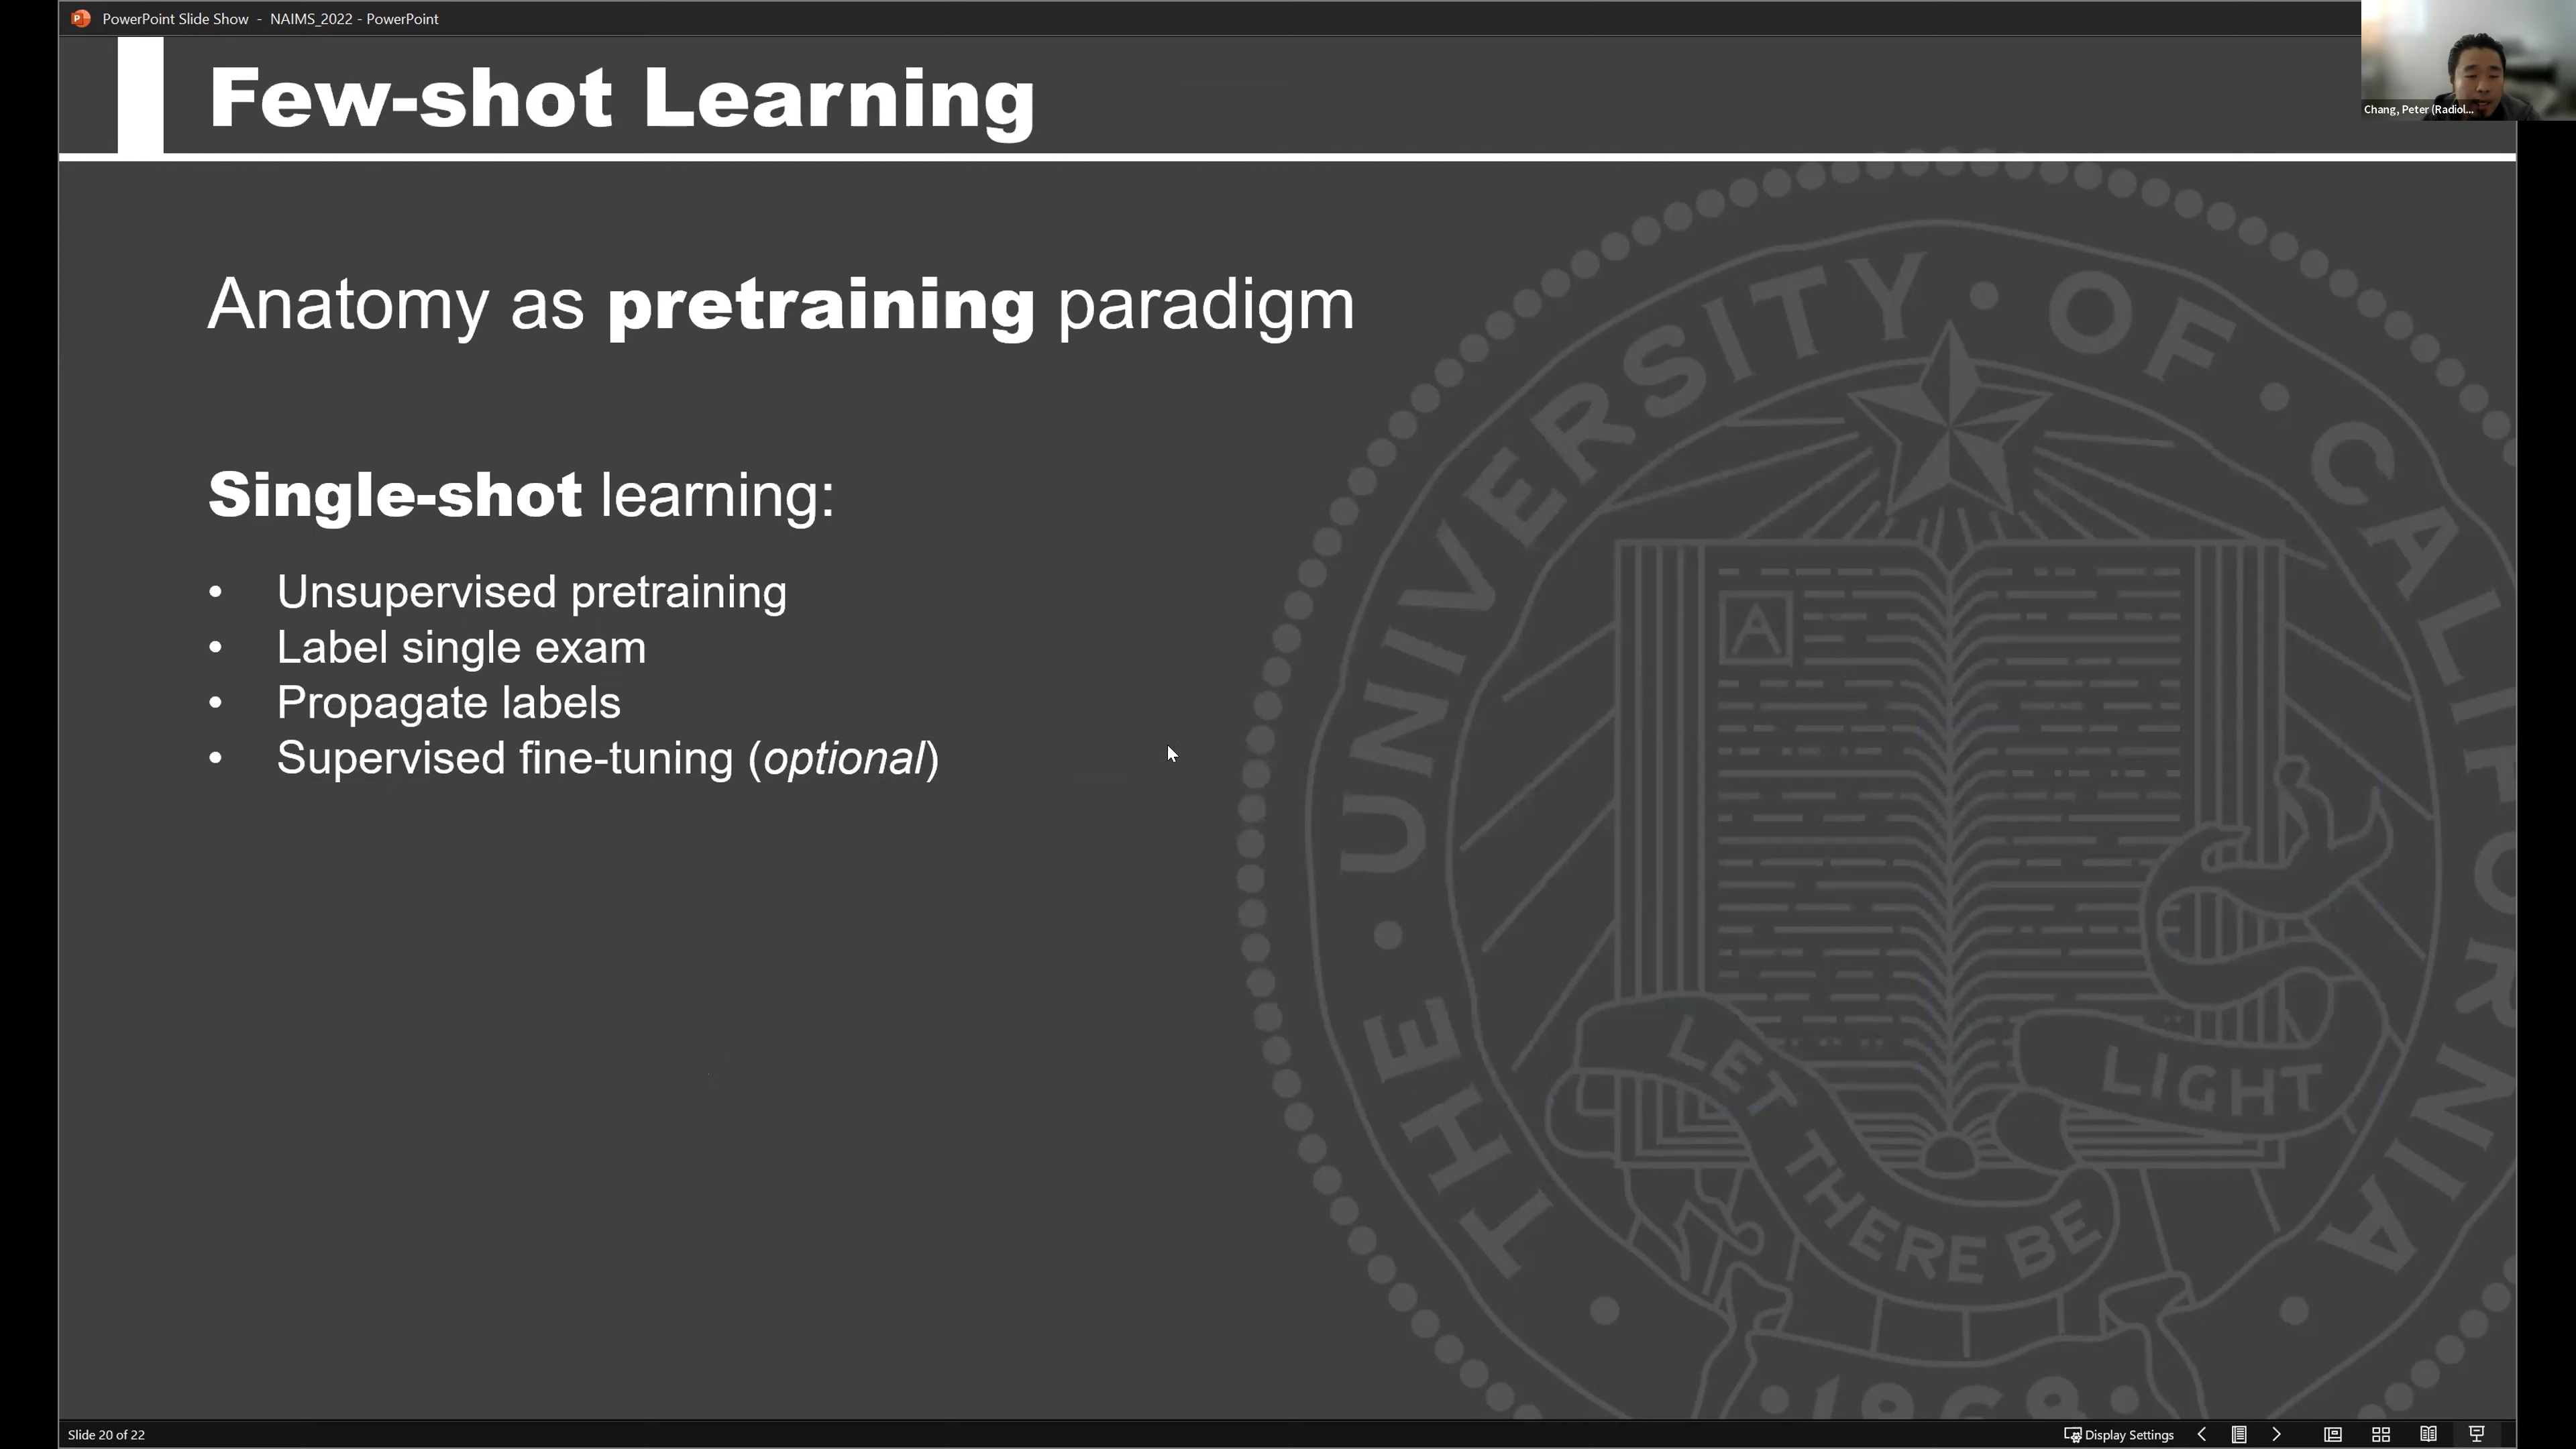 PowerPoint Slide Show - NAIMS_2022 - PowerPoint
Chang, Peter (Radiol...
Few-shot Learning
Anatomy as pretraining paradigm
Single-shot learning:
• Unsupervised pretraining
• Label single exam
• Propagate labels
• Supervised fine-tuning (optional)
THE • UNIVERSITY • OF • CALIFORNIA
A
LET THERE BE LIGHT
• 1868 •
Slide 20 of 22
Display Settings